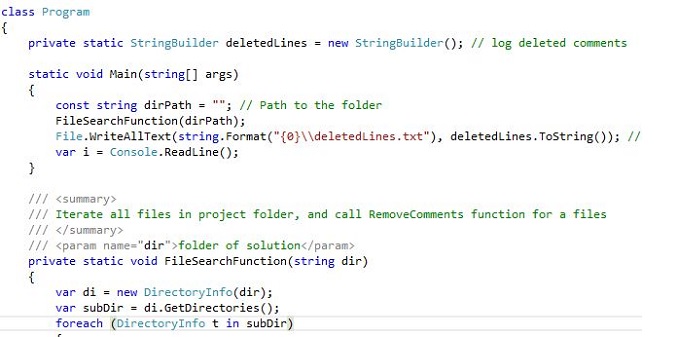 class Program
{
    private static StringBuilder deletedLines = new StringBuilder(); // log deleted comments
    static void Main(string[] args)
    {
        const string dirPath = ""; // Path to the folder
        FileSearchFunction(dirPath);
        File.WriteAllText(string.Format("{0}\\deletedLines.txt"), deletedLines.ToString()); //
        var i = Console.ReadLine();
    }
    /// <summary>
    /// Iterate all files in project folder, and call RemoveComments function for a files
    /// </summary>
    /// <param name="dir">folder of solution</param>
    private static void FileSearchFunction(string dir)
    {
        var di = new DirectoryInfo(dir);
        var subDir = di.GetDirectories();
        foreach (DirectoryInfo t in subDir)
        {